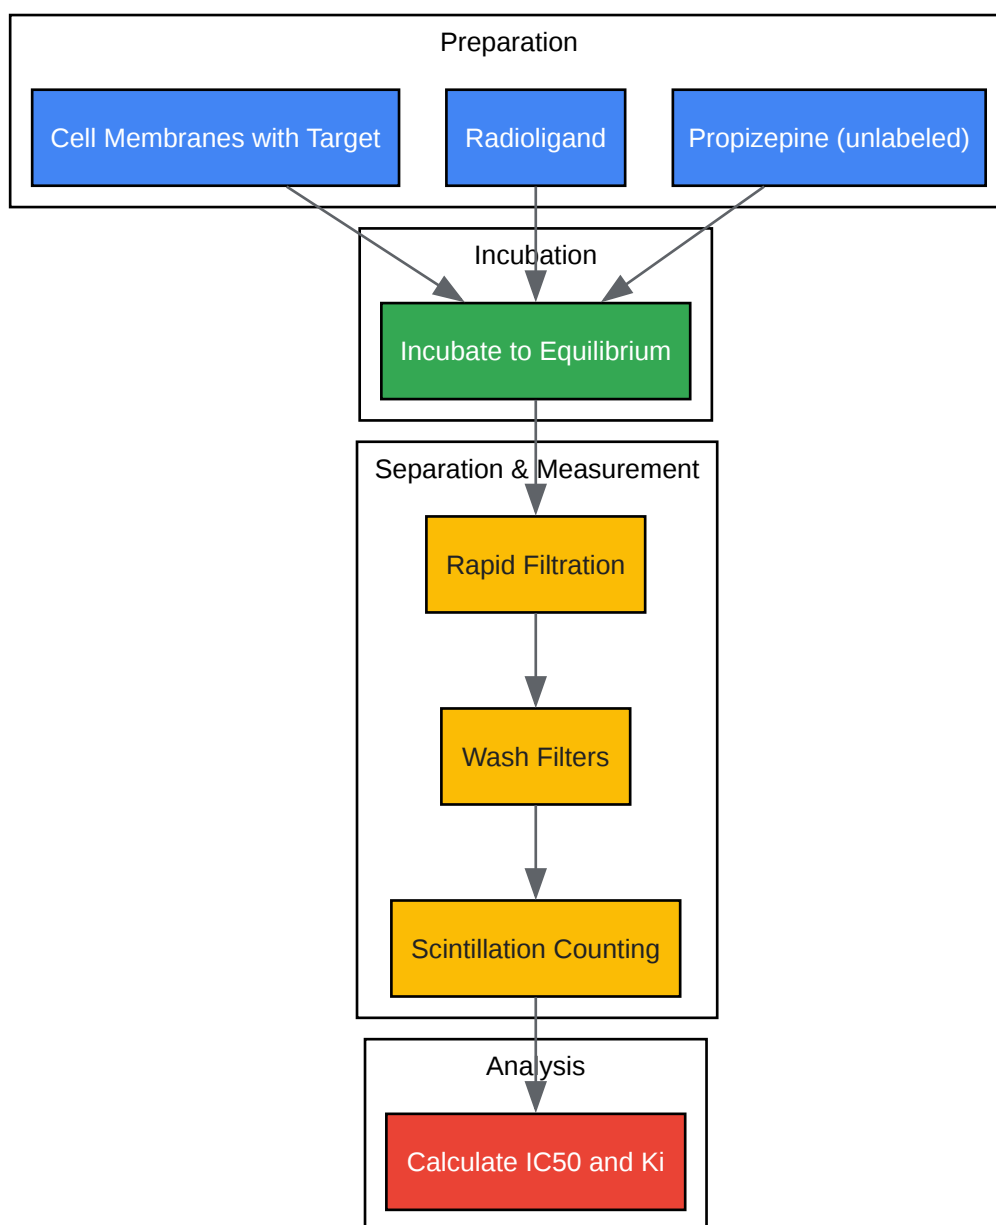 Preparation
Cell Membranes with Target
Radioligand
Propizepine (unlabeled)
Incubation
Incubate to Equilibrium
Separation & Measurement
Rapid Filtration
Wash Filters
Scintillation Counting
Analysis
Calculate IC50 and Ki